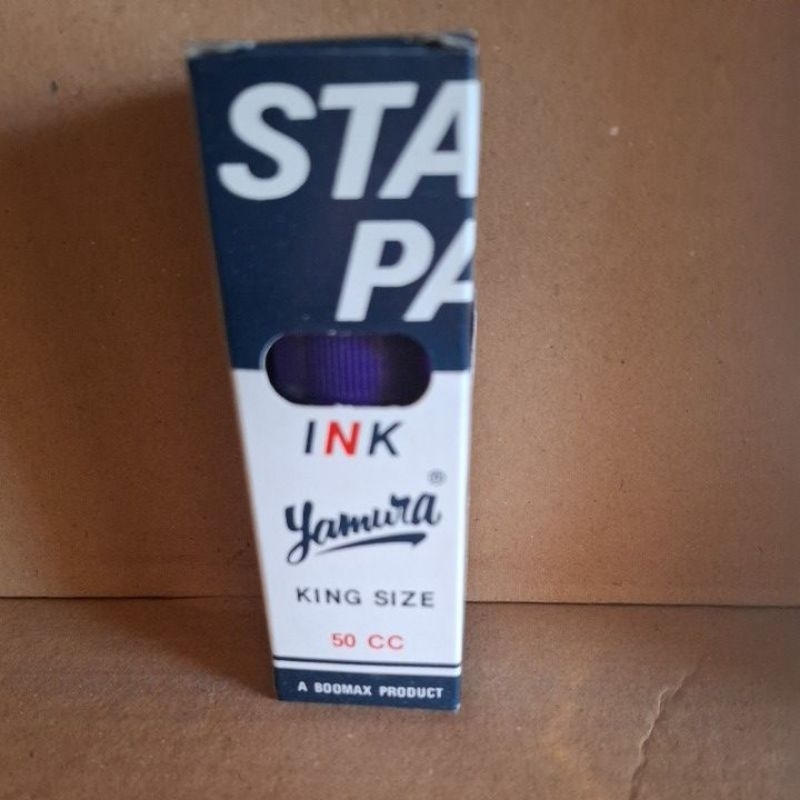 STA
PA
INK
Yamura®
KING SIZE
50 CC
A BOOMAX PRODUCT